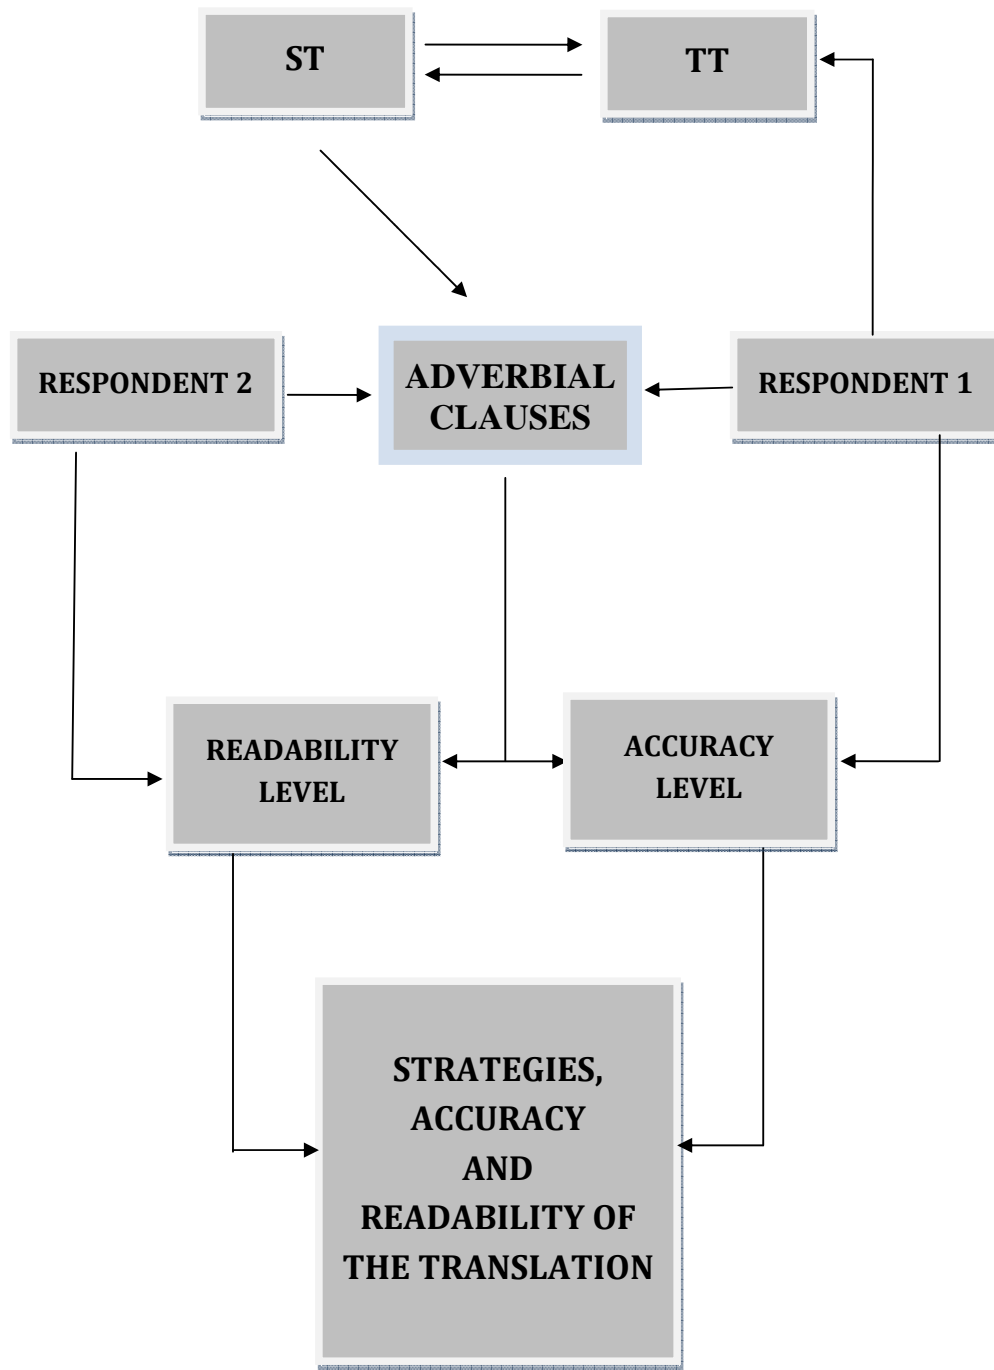 ST
TT
RESPONDENT 2
ADVERBIAL
CLAUSES
RESPONDENT 1
READABILITY
LEVEL
ACCURACY
LEVEL
STRATEGIES,
ACCURACY
AND
READABILITY OF
THE TRANSLATION